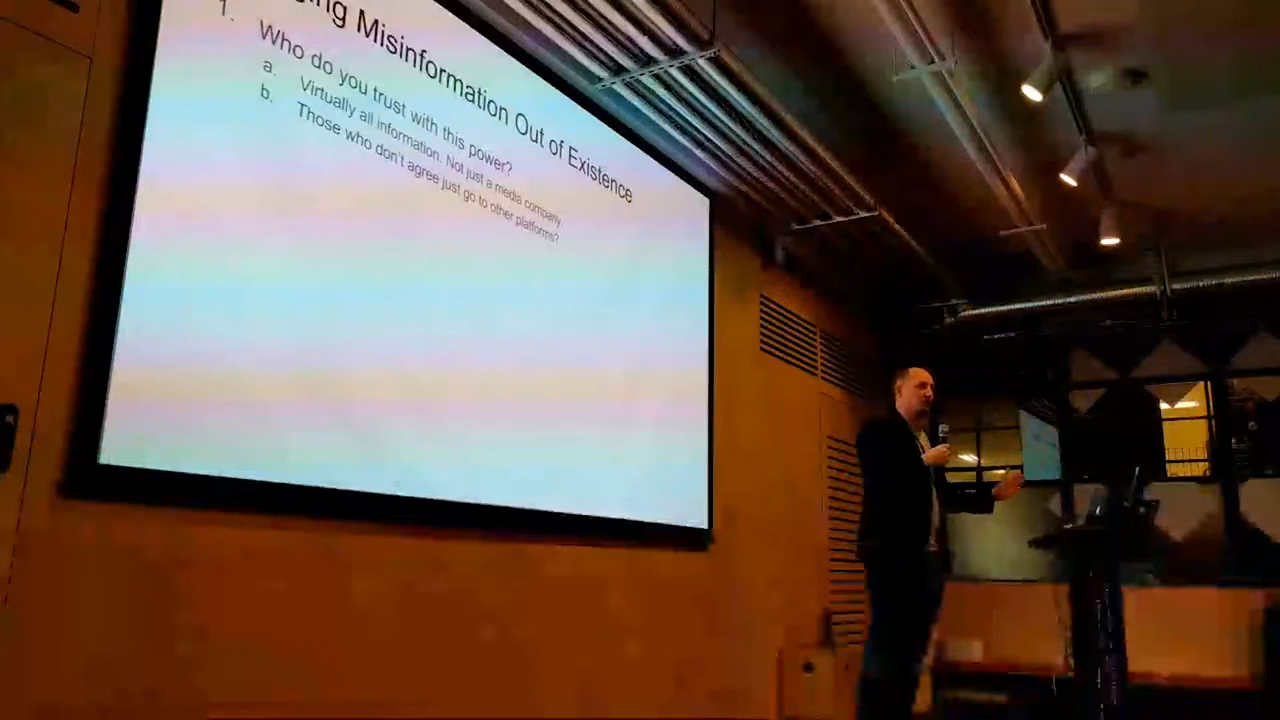 Misinformation Out of Existence
1. Who do you trust with this power?
a. Virtually all information. Not just a media company.
b. Those who don't agree just go to other platforms?